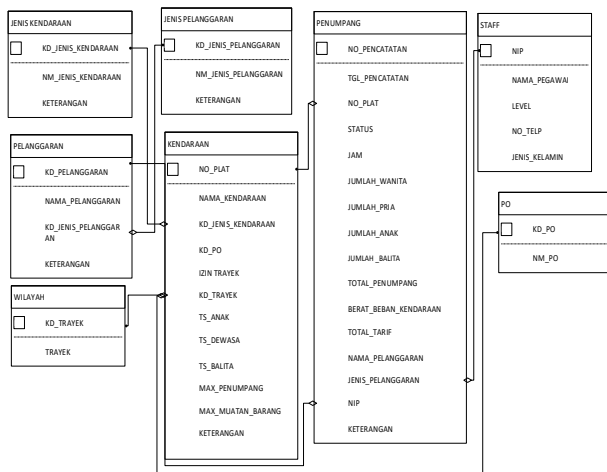 JENIS KENDARAAN
KD_JENIS_KENDARAAN
NM_JENIS_KENDARAAN
KETERANGAN
JENIS PELANGGARAN
KD_JENIS_PELANGGARAN
NM_JENIS_PELANGGARAN
KETERANGAN
PENUMPANG
NO_PENCATATAN
TGL_PENCATATAN
NO_PLAT
STATUS
JAM
JUMLAH_WANITA
JUMLAH_PRIA
JUMLAH_ANAK
JUMLAH_BALITA
TOTAL_PENUMPANG
BERAT_BEBAN_KENDARAAN
TOTAL_TARIF
NAMA_PELANGGARAN
JENIS_PELANGGARAN
NIP
KETERANGAN
STAFF
NIP
NAMA_PEGAWAI
LEVEL
NO_TELP
JENIS_KELAMIN
PELANGGARAN
KD_PELANGGARAN
NAMA_PELANGGARAN
KD_JENIS_PELANGGAR
AN
KETERANGAN
KENDARAAN
NO_PLAT
NAMA_KENDARAAN
KD_JENIS_KENDARAAN
KD_PO
IZIN TRAYEK
KD_TRAYEK
TS_ANAK
TS_DEWASA
TS_BALITA
MAX_PENUMPANG
MAX_MUATAN_BARANG
KETERANGAN
PO
KD_PO
NM_PO
WILAYAH
KD_TRAYEK
TRAYEK